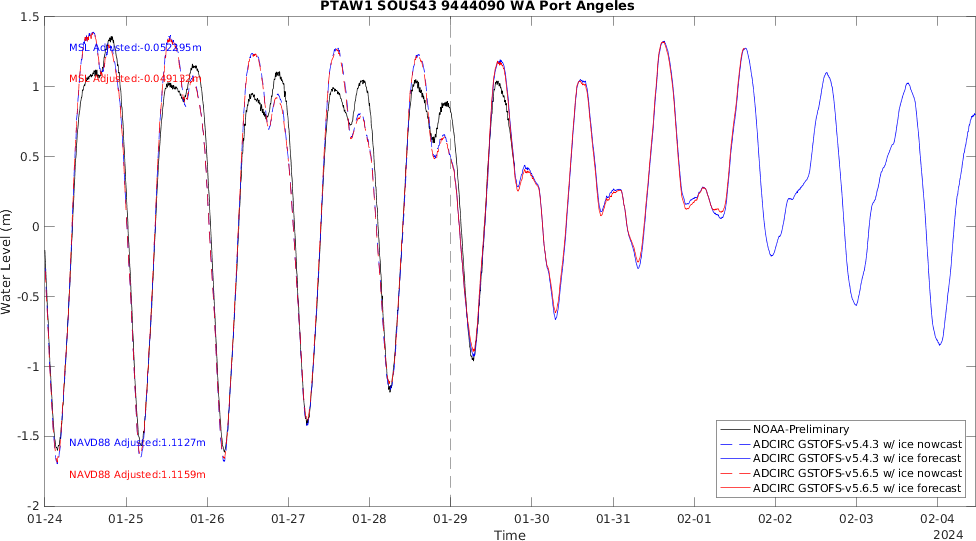 PTAW1 SOUS43 9444090 WA Port Angeles
1.5
1
0.5
0
-0.5
-1
-1.5
-2
Water Level (m)
MSL Adjusted:-0.052295m
MSL Adjusted:-0.049132m
NAVD88 Adjusted:1.1127m
NAVD88 Adjusted:1.1159m
NOAA-Preliminary
ADCIRC GSTOFS-v5.4.3 w/ ice nowcast
ADCIRC GSTOFS-v5.4.3 w/ ice forecast
ADCIRC GSTOFS-v5.6.5 w/ ice nowcast
ADCIRC GSTOFS-v5.6.5 w/ ice forecast
01-24 01-25 01-26 01-27 01-28 01-29 01-30 01-31 02-01 02-02 02-03 02-04
Time
2024